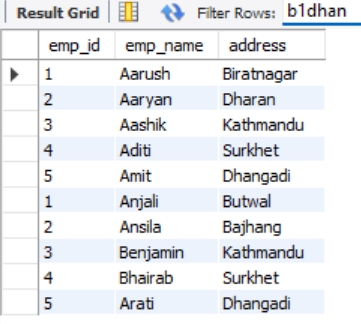 Result Grid Filter Rows: b1dhan
emp_id emp_name address
1 Aarush Biratnagar
2 Aaryan Dharan
3 Aashik Kathmandu
4 Aditi Surkhet
5 Amit Dhangadi
1 Anjali Butwal
2 Ansila Bajhang
3 Benjamin Kathmandu
4 Bhairab Surkhet
5 Arati Dhangadi